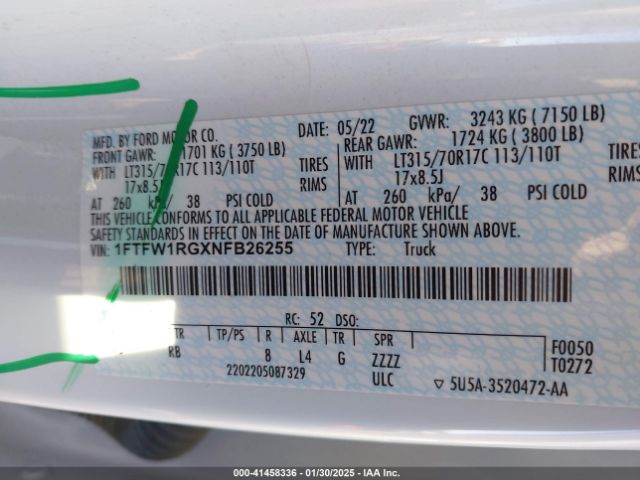 MFD. BY FORD MOTOR CO. DATE: 05/22 GVWR: 3243 KG ( 7150 LB)
FRONT GAWR: 1701 KG ( 3750 LB) REAR GAWR: 1724 KG ( 3800 LB)
WITH LT315/70R17C 113/110T TIRES WITH LT315/70R17C 113/110T TIRES
17x8.5J RIMS 17x8.5J RIMS
AT 260 kPa/ 38 PSI COLD AT 260 kPa/ 38 PSI COLD
THIS VEHICLE CONFORMS TO ALL APPLICABLE FEDERAL MOTOR VEHICLE
SAFETY STANDARDS IN EFFECT ON THE DATE OF MANUFACTURE SHOWN ABOVE.
VIN: 1FTFW1RGXNFB26255 TYPE: Truck
RC: 52 DSO:
TR TP/PS R AXLE TR SPR F0050
RB 8 L4 G ZZZZ T0272
2202205087329 ULC ▽ 5U5A-3520472-AA
000-41458336 - 01/30/2025 - IAA Inc.